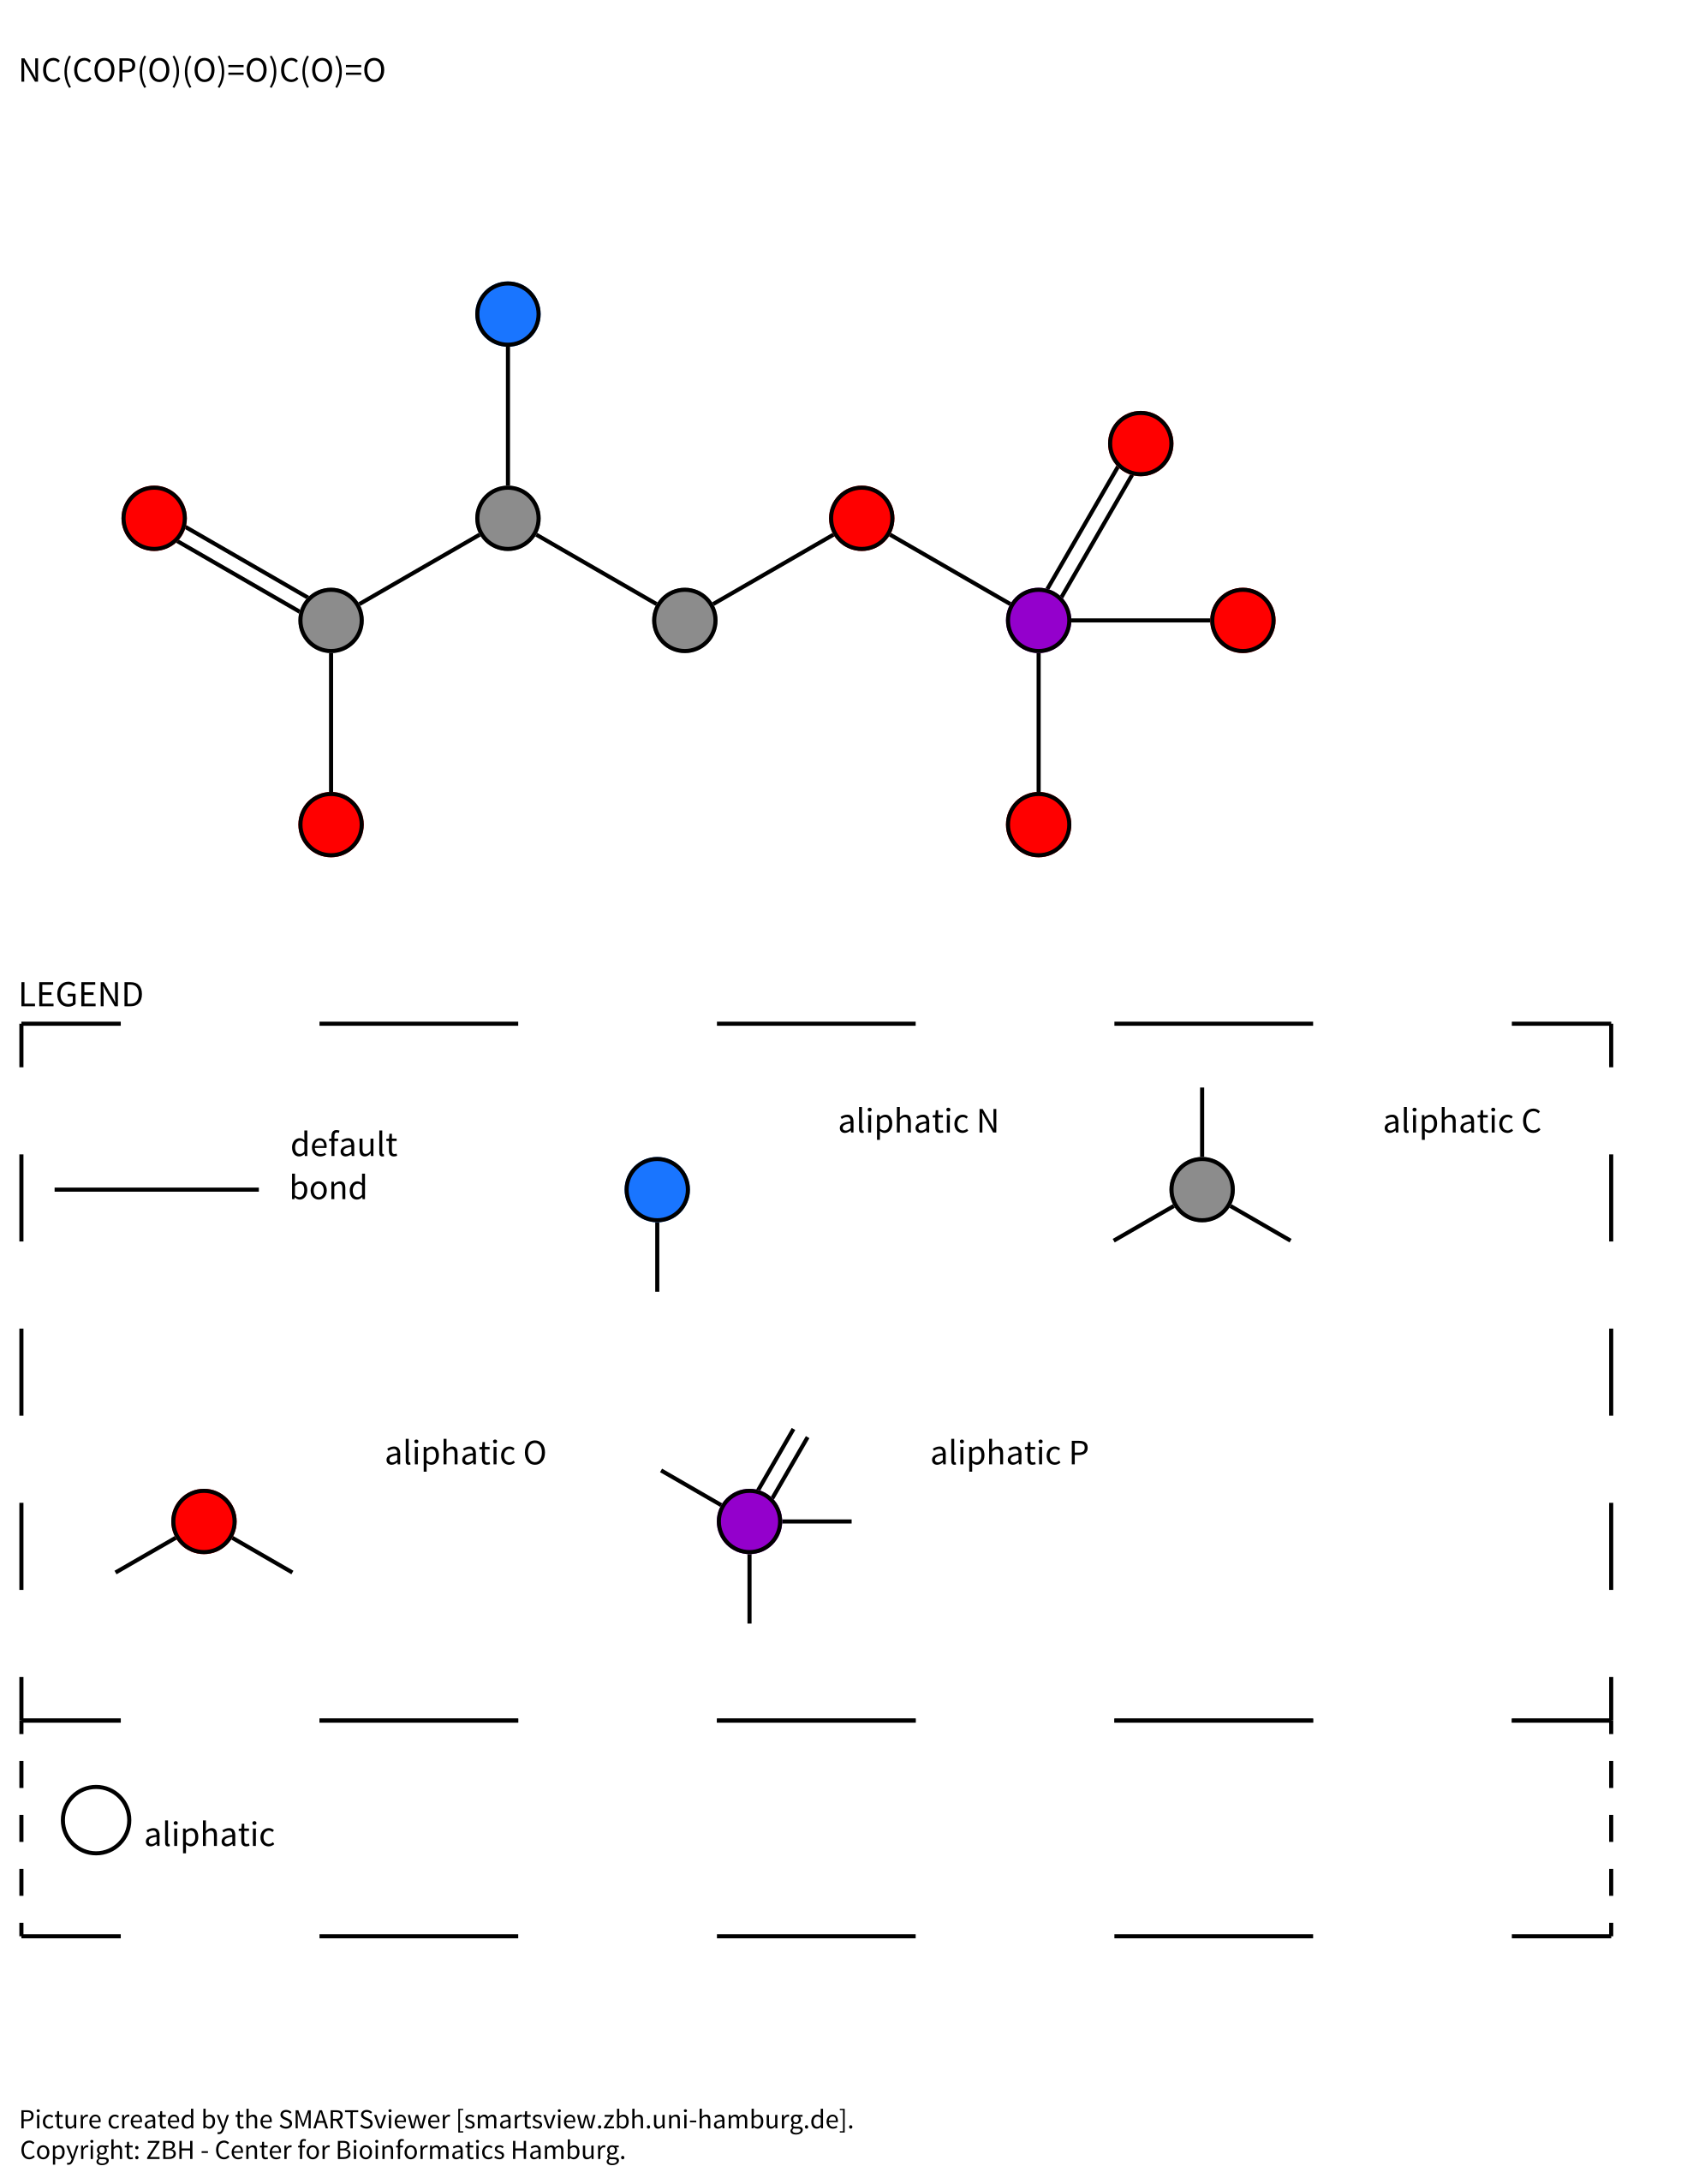 NC(COP(O)(O)=O)C(O)=O
LEGEND
default
bond
aliphatic N
aliphatic C
aliphatic O
aliphatic P
aliphatic
Picture created by the SMARTSviewer [smartsview.zbh.uni-hamburg.de].
Copyright: ZBH - Center for Bioinformatics Hamburg.